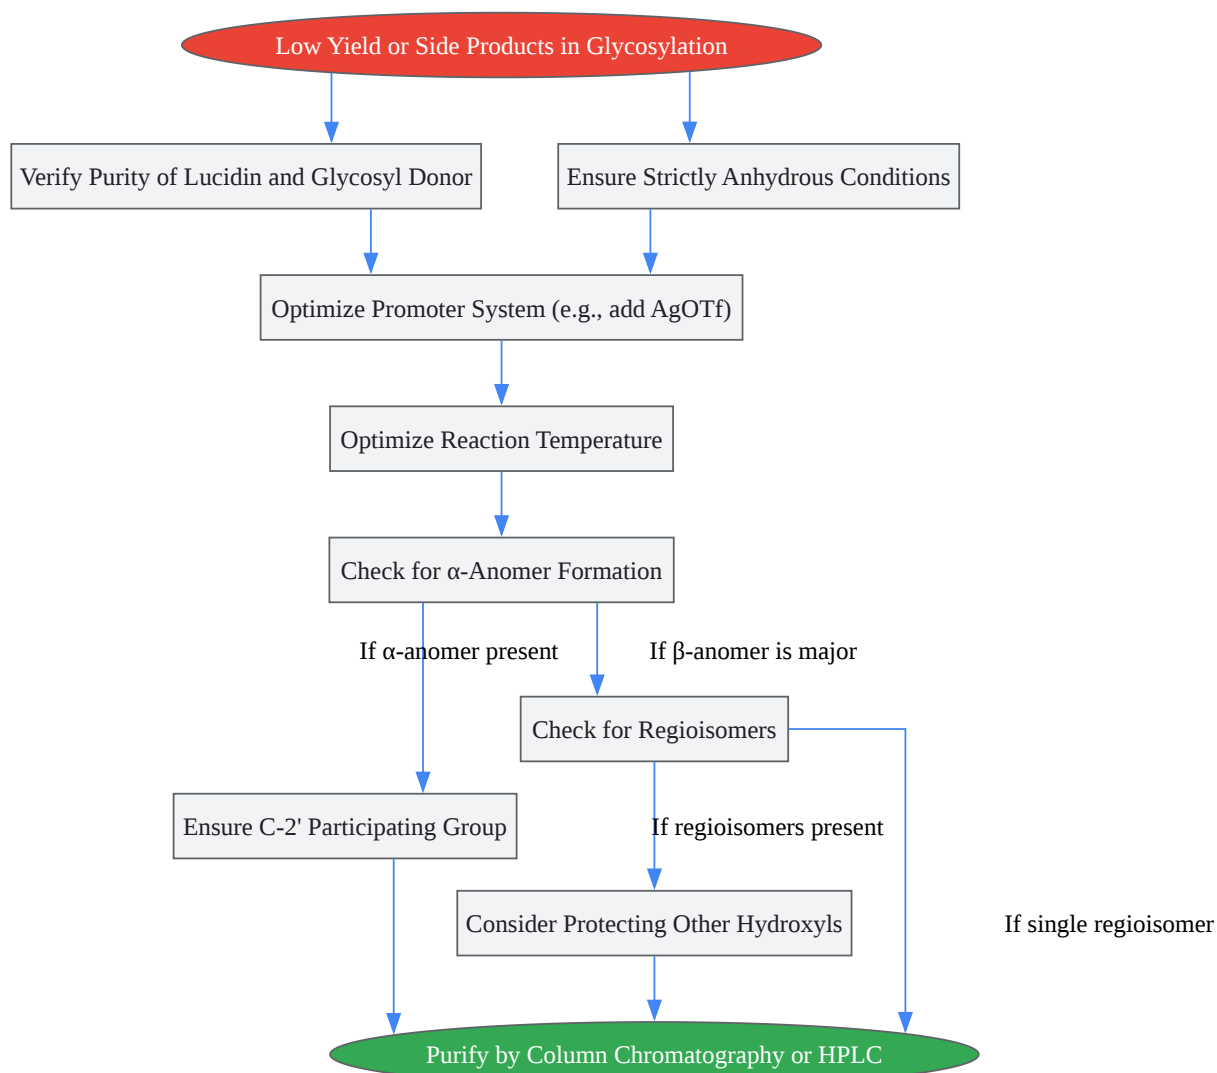 Low Yield or Side Products in Glycosylation
Verify Purity of Lucidin and Glycosyl Donor
Ensure Strictly Anhydrous Conditions
Optimize Promoter System (e.g., add AgOTf)
Optimize Reaction Temperature
Check for α-Anomer Formation
If α-anomer present
If β-anomer is major
Check for Regioisomers
Ensure C-2' Participating Group
If regioisomers present
Consider Protecting Other Hydroxyls
If single regioisomer
Purify by Column Chromatography or HPLC